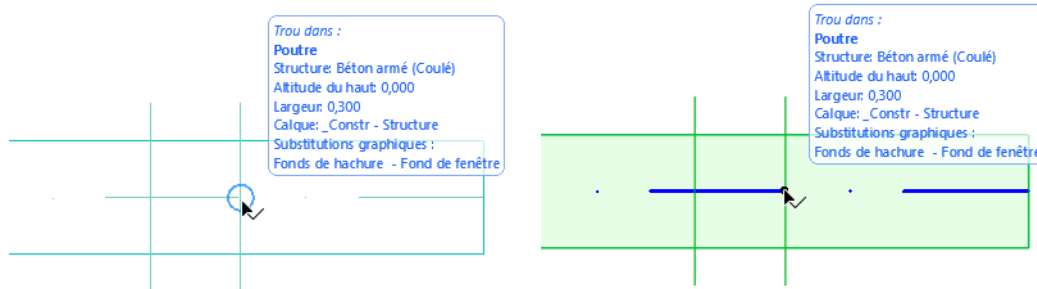 Trou dans :
Poutre
Structure: Béton armé (Coulé)
Altitude du haut: 0,000
Largeur: 0,300
Calque: _Constr - Structure
Substitutions graphiques :
Fonds de hachure - Fond de fenêtre
Trou dans :
Poutre
Structure: Béton armé (Coulé)
Altitude du haut: 0,000
Largeur: 0,300
Calque: _Constr - Structure
Substitutions graphiques :
Fonds de hachure - Fond de fenêtre